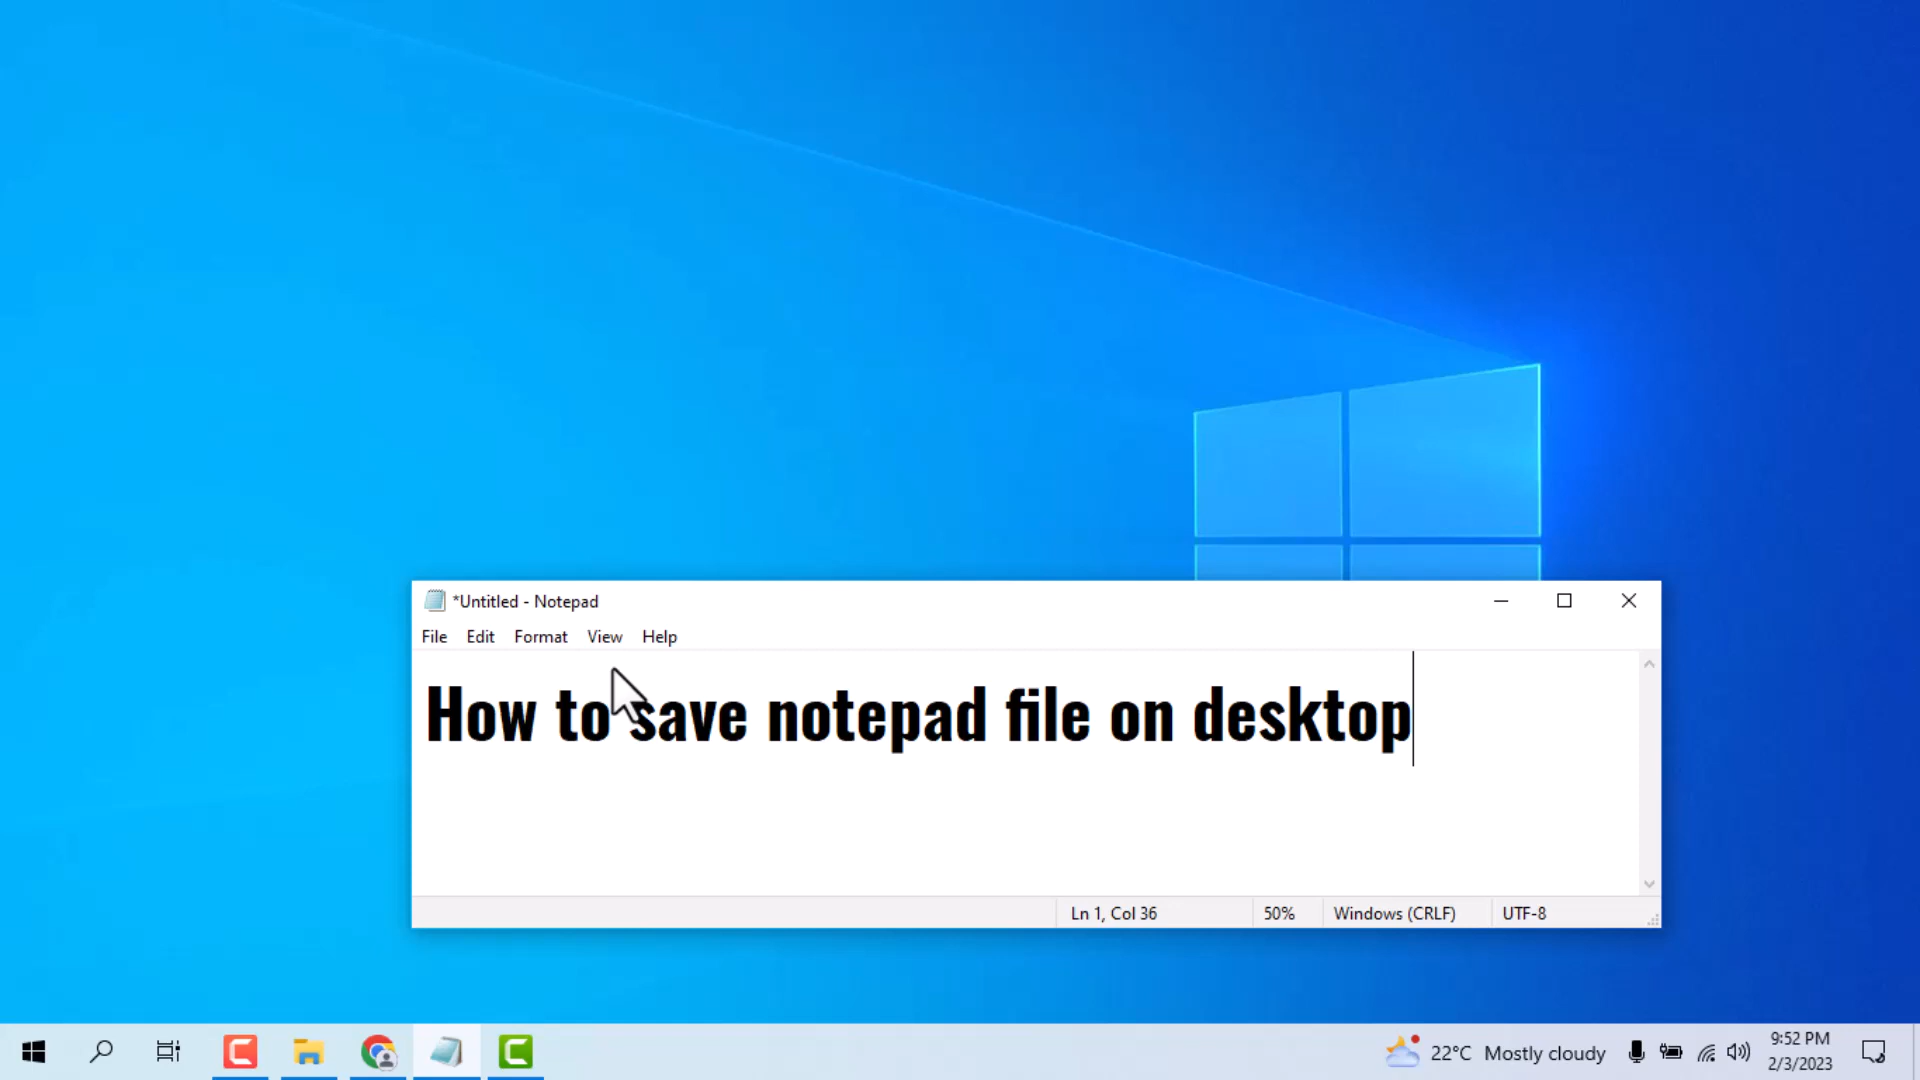 *Untitled - Notepad
File Edit Format View Help
How to save notepad file on desktop
Ln 1, Col 36 50% Windows (CRLF) UTF-8
22°C Mostly cloudy 9:52 PM
2/3/2023